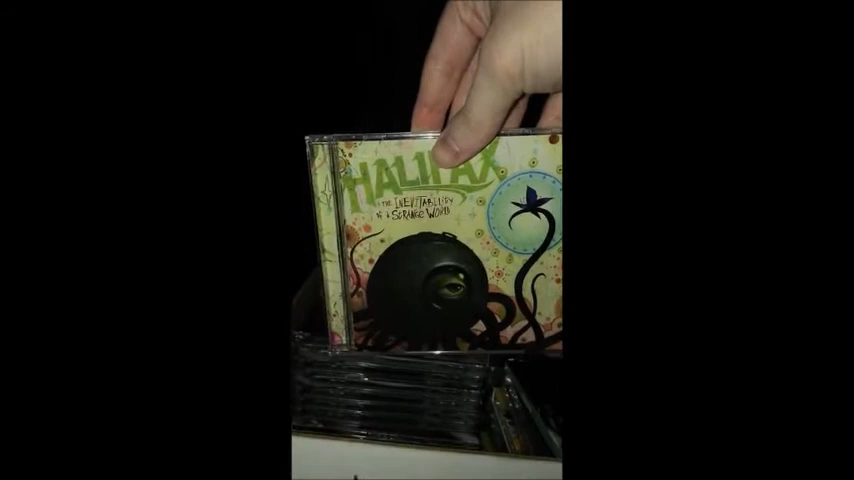 HALIFAX
THE INEVITABILITY
OF A STRANGE WORLD